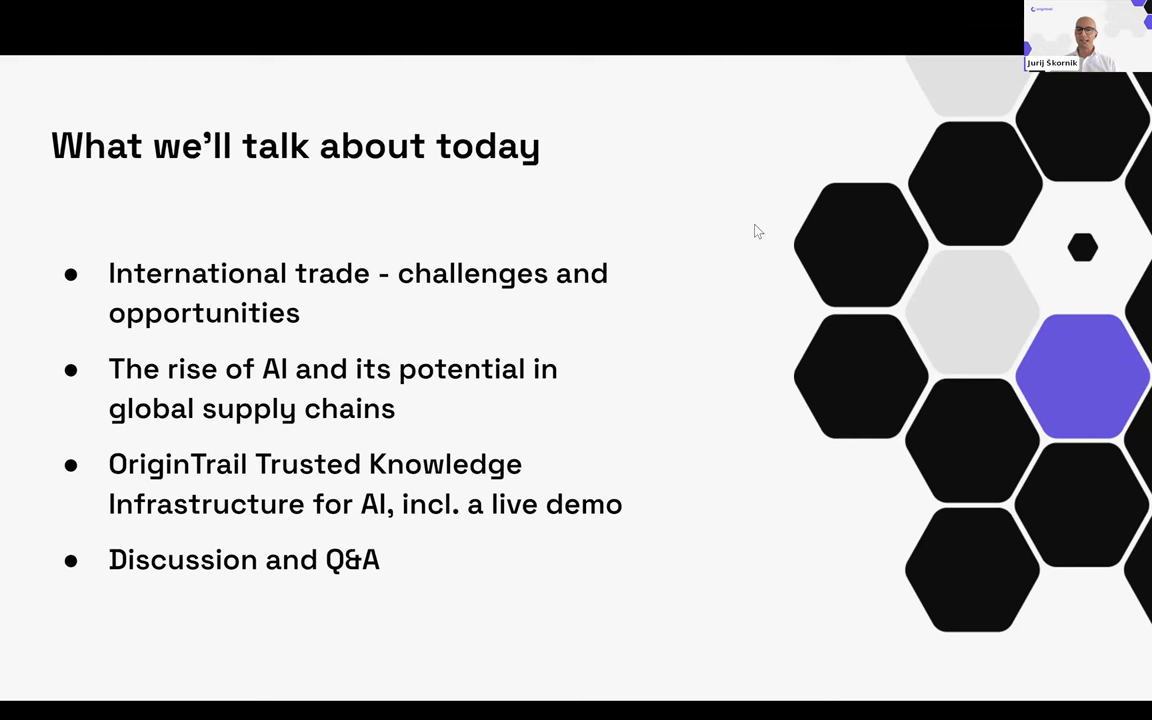 Jurij Škornik
What we'll talk about today
● International trade - challenges and
opportunities
● The rise of AI and its potential in
global supply chains
● OriginTrail Trusted Knowledge
Infrastructure for AI, incl. a live demo
● Discussion and Q&A